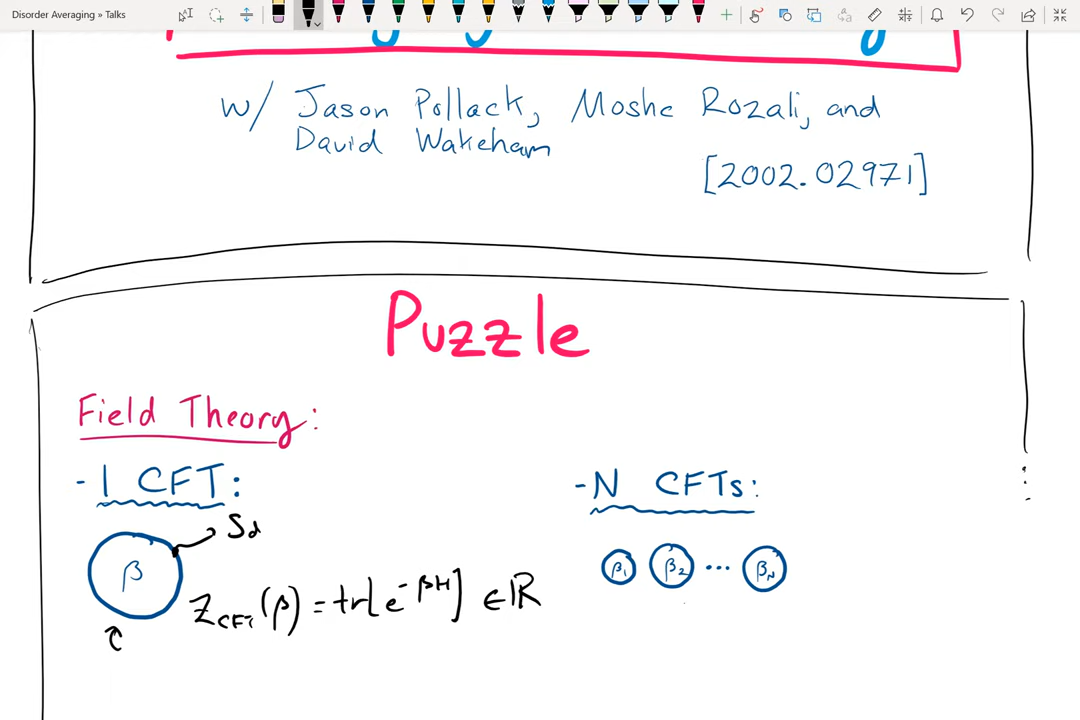 Disorder Averaging » Talks
w/ Jason Pollack, Moshe Rozali, and
David Wakeham
[2002.02971]
Puzzle
Field Theory:
- 1 CFT:
- N CFTs:
S_d
β
Z_CFT(β) = tr[e^-βH] ∈ ℝ
β₁ β₂ ... β_N